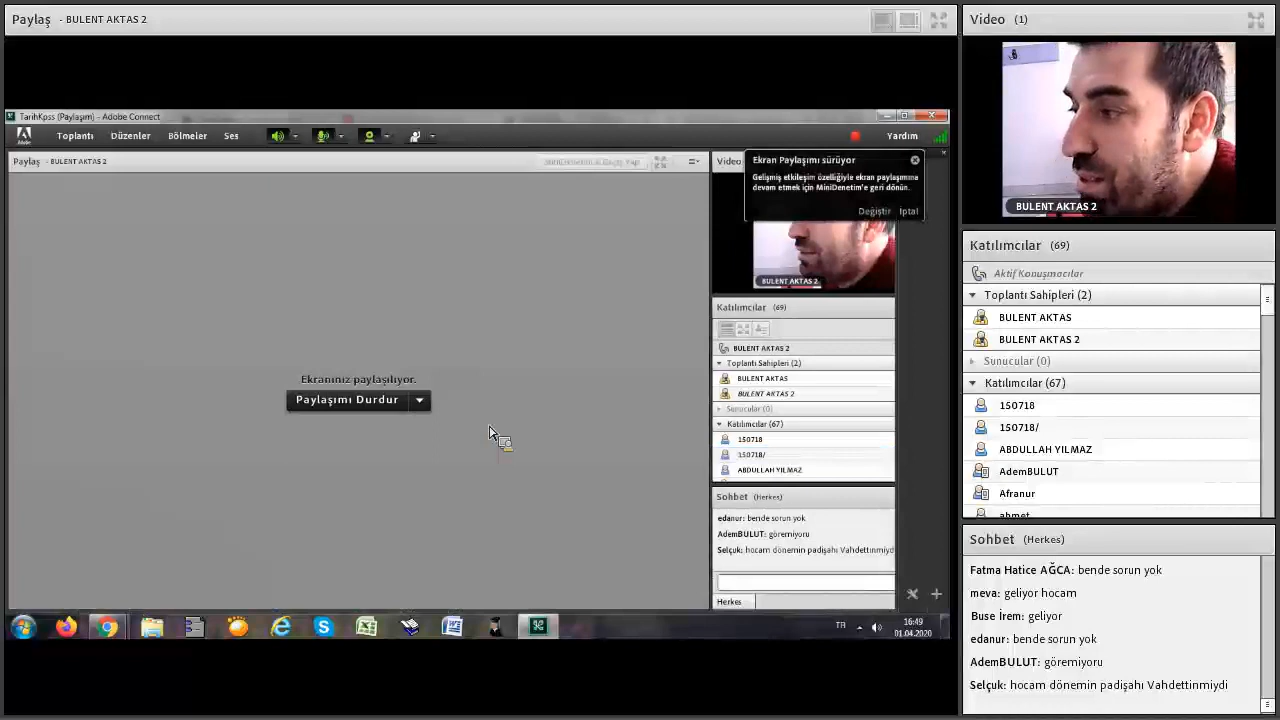 Paylaş - BULENT AKTAS 2
TarihKpss (Paylaşım) - Adobe Connect
Toplantı Düzenler Bölmeler Ses Yardım
Paylaş - BULENT AKTAS 2
Video
Ekran Paylaşımı sürüyor
Gelişmiş etkileşim özelliğiyle ekran paylaşımına
devam etmek için MiniDenetim'e geri dönün.
Değiştir İptal
BULENT AKTAS 2
Ekranınız paylaşılıyor.
Paylaşımı Durdur
Katılımcılar (69)
BULENT AKTAS 2
Toplantı Sahipleri (2)
BULENT AKTAS
BULENT AKTAS 2
Sunucular (0)
Katılımcılar (67)
150718
150718/
ABDULLAH YILMAZ
Sohbet (Herkes)
edanur: bende sorun yok
AdemBULUT: göremiyoru
Selçuk: hocam dönemin padişahı Vahdettinmiyd
Herkes
TR
16:49
01.04.2020
Video (1)
BULENT AKTAS 2
Katılımcılar (69)
Aktif Konuşmacılar
Toplantı Sahipleri (2)
BULENT AKTAS
BULENT AKTAS 2
Sunucular (0)
Katılımcılar (67)
150718
150718/
ABDULLAH YILMAZ
AdemBULUT
Afranur
ahmet
Sohbet (Herkes)
Fatma Hatice AĞCA: bende sorun yok
meva: geliyor hocam
Buse İrem: geliyor
edanur: bende sorun yok
AdemBULUT: göremiyoru
Selçuk: hocam dönemin padişahı Vahdettinmiydi